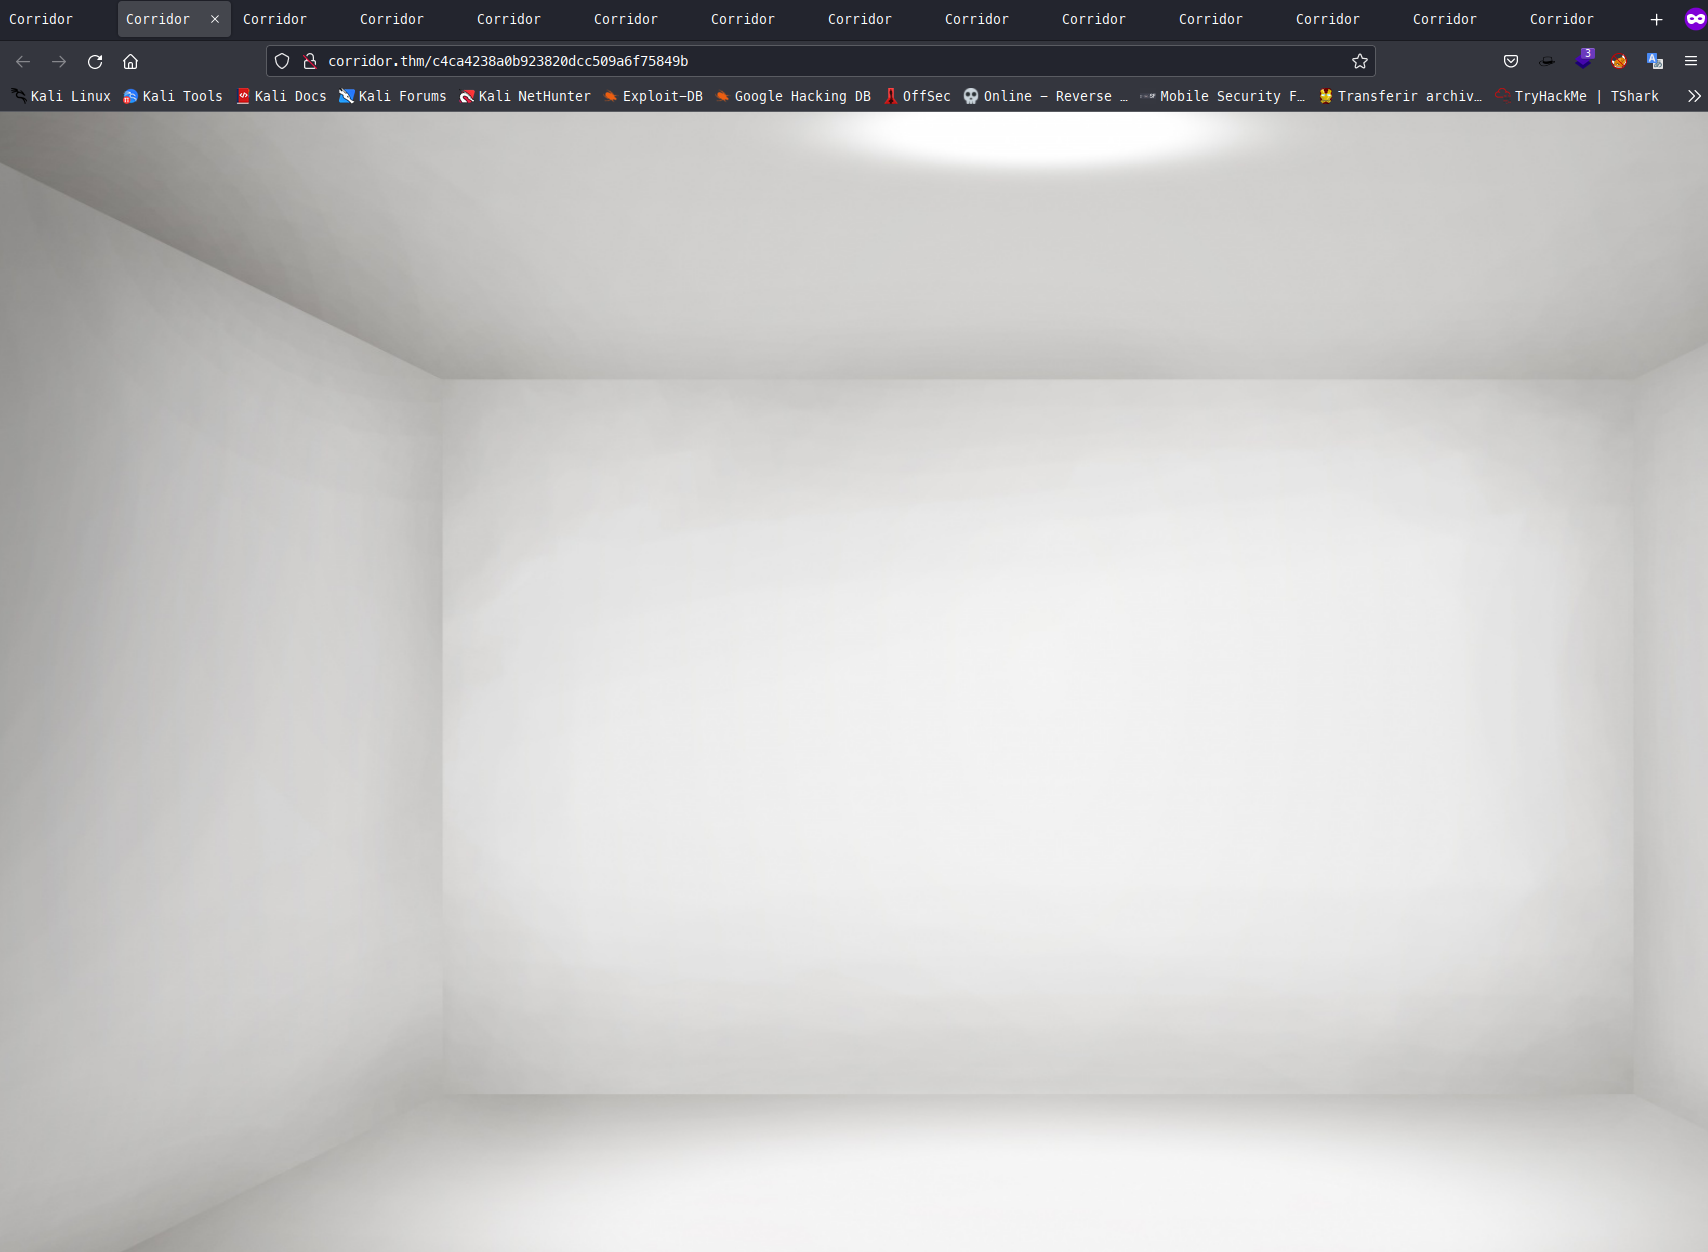 Corridor Corridor Corridor Corridor Corridor Corridor Corridor Corridor Corridor Corridor Corridor Corridor Corridor Corridor
corridor.thm/c4ca4238a0b923820dcc509a6f75849b 3
Kali Linux Kali Tools Kali Docs Kali Forums Kali NetHunter Exploit-DB Google Hacking DB OffSec Online - Reverse … Mobile Security F… Transferir archiv… TryHackMe | TShark